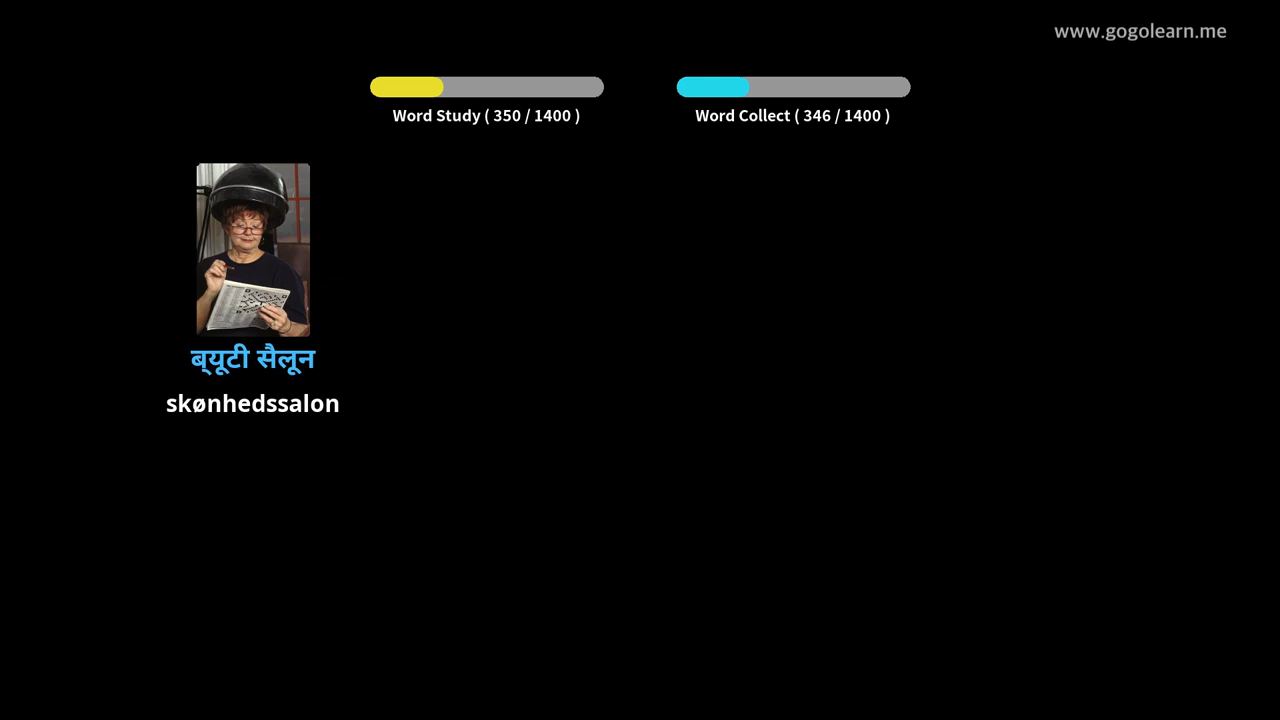 www.gogolearn.me
Word Study ( 350 / 1400 )
Word Collect ( 346 / 1400 )
ब्यूटी सैलून
skønhedssalon